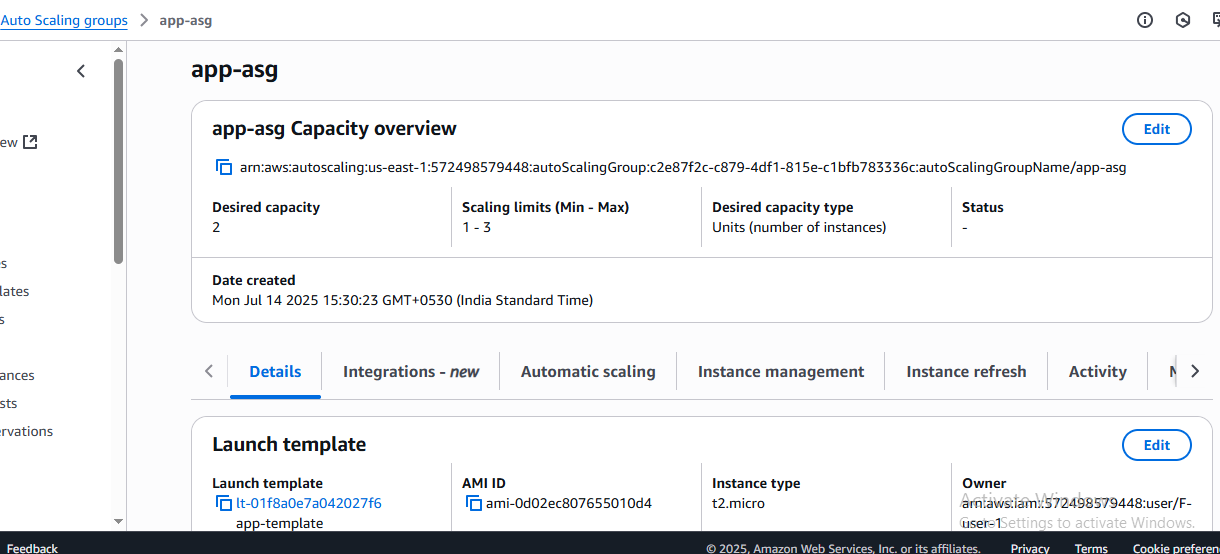 Auto Scaling groups > app-asg
ew
es
lates
s
ances
sts
ervations
app-asg
app-asg Capacity overview
Edit
arn:aws:autoscaling:us-east-1:572498579448:autoScalingGroup:c2e87f2c-c879-4df1-815e-c1bfb783336c:autoScalingGroupName/app-asg
Desired capacity
2
Scaling limits (Min - Max)
1 - 3
Desired capacity type
Units (number of instances)
Status
-
Date created
Mon Jul 14 2025 15:30:23 GMT+0530 (India Standard Time)
Details Integrations - new Automatic scaling Instance management Instance refresh Activity
Launch template
Edit
Launch template
lt-01f8a0e7a042027f6
app-template
AMI ID
ami-0d02ec807655010d4
Instance type
t2.micro
Owner
arn:aws:iam::572498579448:user/F-
user-1
Activate Windows
Go to Settings to activate Windows.
Feedback
© 2025, Amazon Web Services, Inc. or its affiliates. Privacy Terms Cookie preferen